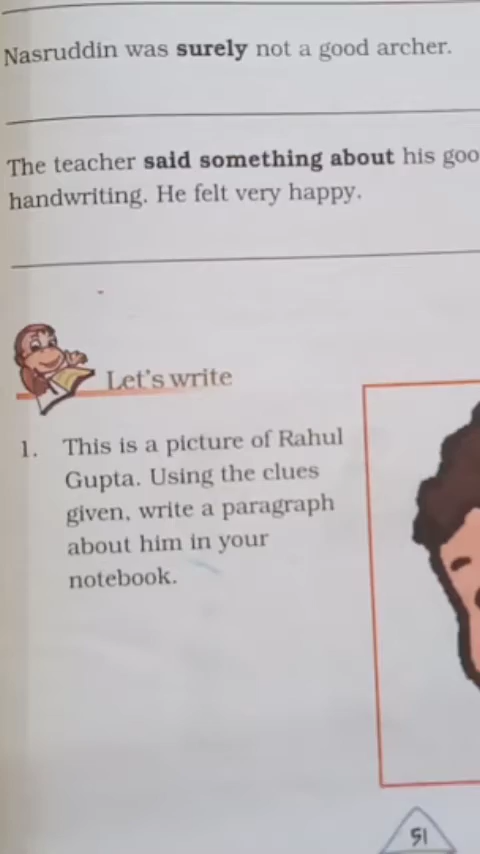 Nasruddin was surely not a good archer.
The teacher said something about his
handwriting. He felt very happy.
Let's write
1. This is a picture of Rahul
Gupta. Using the clues
given, write a paragraph
about him in your
notebook.
51